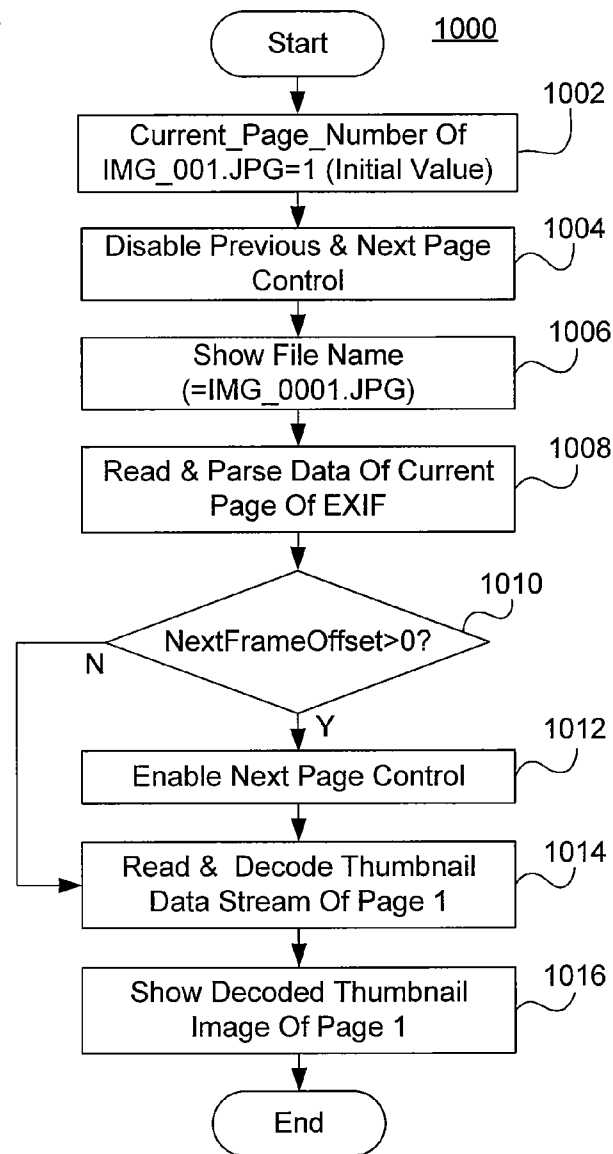 Start
1000
1002
Current_Page_Number Of
IMG_001.JPG=1 (Initial Value)
1004
Disable Previous & Next Page
Control
1006
Show File Name
(=IMG_0001.JPG)
1008
Read & Parse Data Of Current
Page Of EXIF
1010
NextFrameOffset>0?
N
Y
1012
Enable Next Page Control
1014
Read & Decode Thumbnail
Data Stream Of Page 1
1016
Show Decoded Thumbnail
Image Of Page 1
End